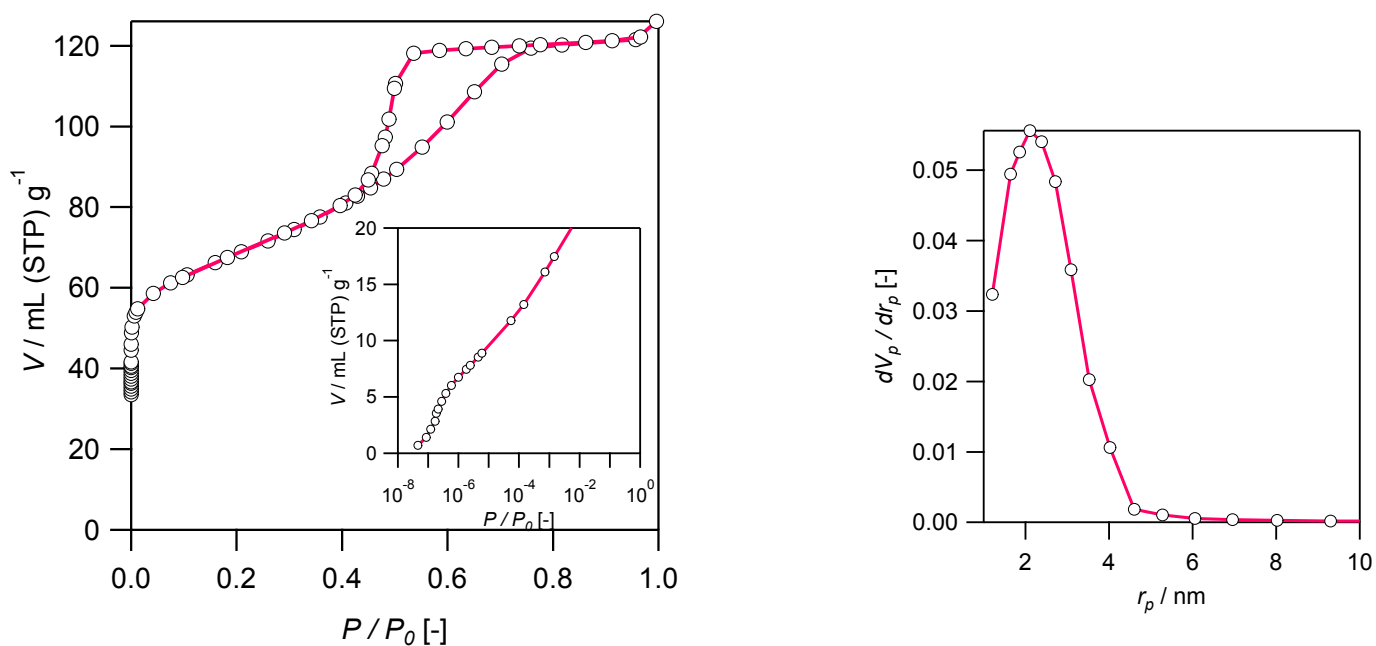 120
100
80
60
40
20
0
V / mL (STP) g⁻¹
0.0 0.2 0.4 0.6 0.8 1.0
P / P₀ [-]
20
15
10
5
0
V / mL (STP) g⁻¹
10⁻⁸ 10⁻⁶ 10⁻⁴ 10⁻² 10⁰
P / P₀ [-]
0.05
0.04
0.03
0.02
0.01
0.00
dVₚ / drₚ [-]
2 4 6 8 10
rₚ / nm